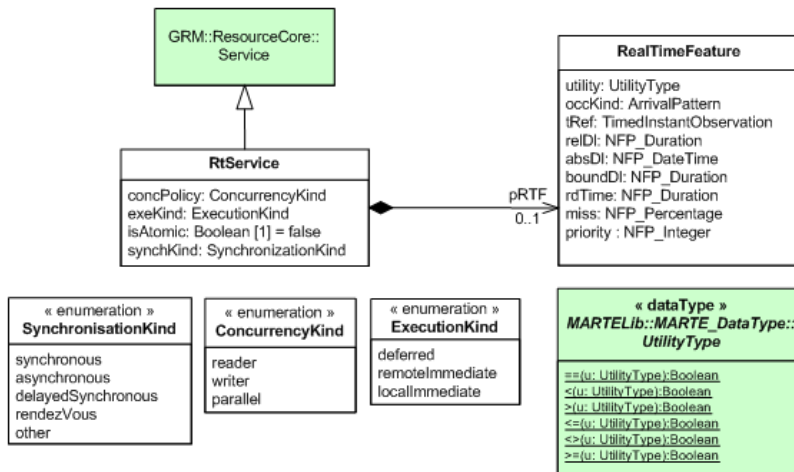 GRM::ResourceCore::
Service
RealTimeFeature
utility: UtilityType
occKind: ArrivalPattern
tRef: TimedInstantObservation
relDl: NFP_Duration
absDl: NFP_DateTime
boundDl: NFP_Duration
rdTime: NFP_Duration
miss: NFP_Percentage
priority : NFP_Integer
RtService
concPolicy: ConcurrencyKind
exeKind: ExecutionKind
isAtomic: Boolean [1] = false
synchKind: SynchronizationKind
pRTF
0..1
« enumeration »
SynchronisationKind
synchronous
asynchronous
delayedSynchronous
rendezVous
other
« enumeration »
ConcurrencyKind
reader
writer
parallel
« enumeration »
ExecutionKind
deferred
remoteImmediate
localImmediate
« dataType »
MARTELib::MARTE_DataType::
UtilityType
==(u: UtilityType):Boolean
<(u: UtilityType):Boolean
>(u: UtilityType):Boolean
<=(u: UtilityType):Boolean
<>(u: UtilityType):Boolean
>=(u: UtilityType):Boolean